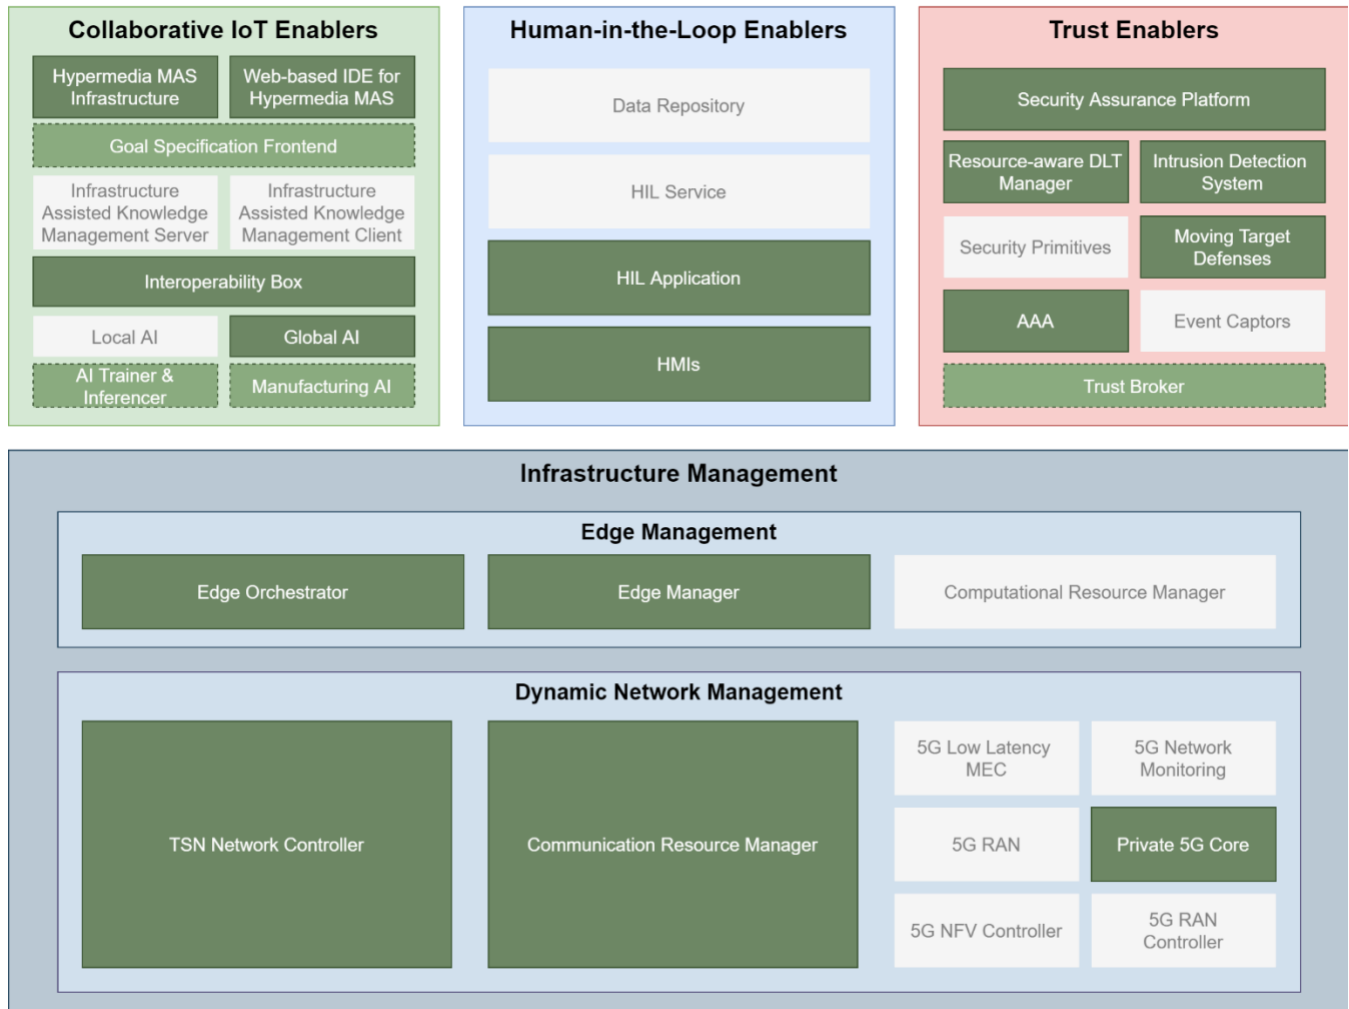 Collaborative IoT Enablers
Hypermedia MAS
Infrastructure
Web-based IDE for
Hypermedia MAS
Goal Specification Frontend
Infrastructure
Assisted Knowledge
Management Server
Infrastructure
Assisted Knowledge
Management Client
Interoperability Box
Local AI
Global AI
AI Trainer &
Inferencer
Manufacturing AI
Human-in-the-Loop Enablers
Data Repository
HIL Service
HIL Application
HMIs
Trust Enablers
Security Assurance Platform
Resource-aware DLT
Manager
Intrusion Detection
System
Security Primitives
Moving Target
Defenses
AAA
Event Captors
Trust Broker
Infrastructure Management
Edge Management
Edge Orchestrator
Edge Manager
Computational Resource Manager
Dynamic Network Management
TSN Network Controller
Communication Resource Manager
5G Low Latency
MEC
5G Network
Monitoring
5G RAN
Private 5G Core
5G NFV Controller
5G RAN
Controller